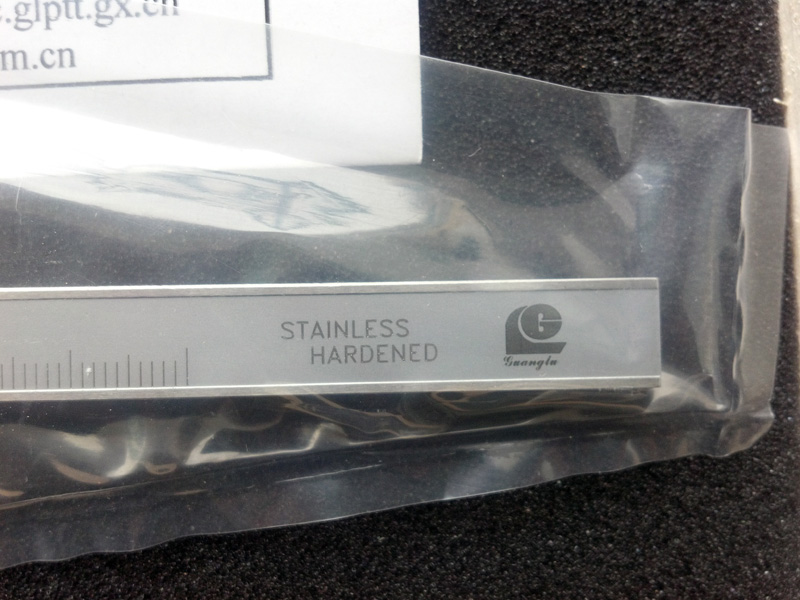 .glptt.gx.cn
m.cn
STAINLESS
HARDENED
G
Guanglu